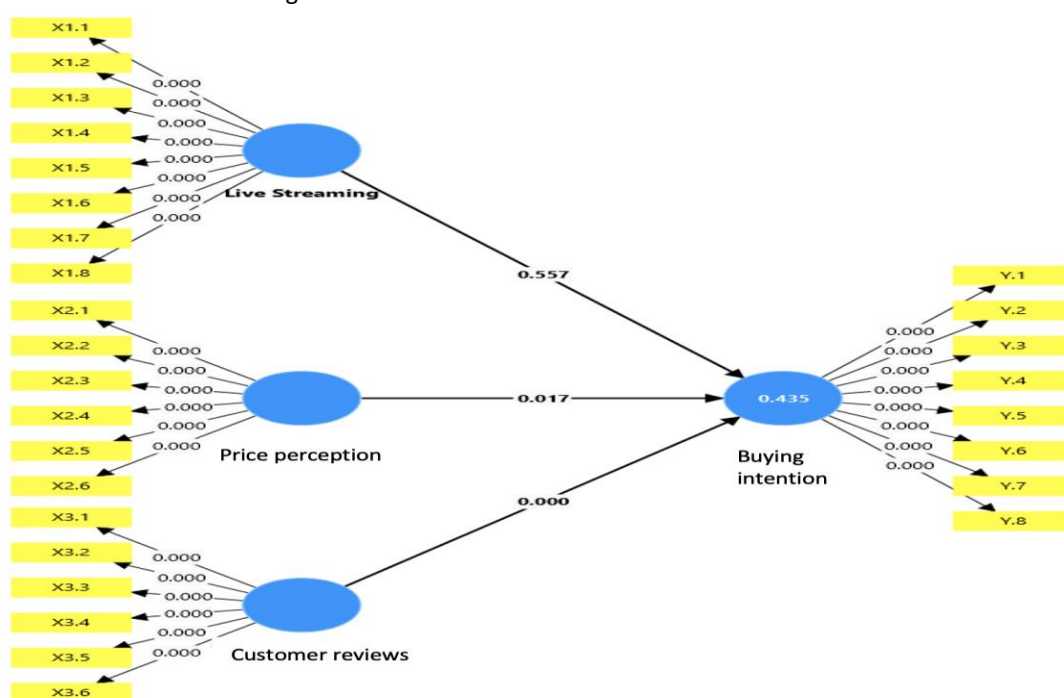 X1.1
X1.2
X1.3
X1.4
X1.5
X1.6
X1.7
X1.8
0.000
0.000
0.000
0.000
0.000
0.000
0.000
0.000
Live Streaming
0.557
X2.1
X2.2
X2.3
X2.4
X2.5
X2.6
0.000
0.000
0.000
0.000
0.000
0.000
Price perception
0.017
X3.1
X3.2
X3.3
X3.4
X3.5
X3.6
0.000
0.000
0.000
0.000
0.000
0.000
Customer reviews
0.000
0.435
Buying
intention
0.000
0.000
0.000
0.000
0.000
0.000
0.000
0.000
Y.1
Y.2
Y.3
Y.4
Y.5
Y.6
Y.7
Y.8